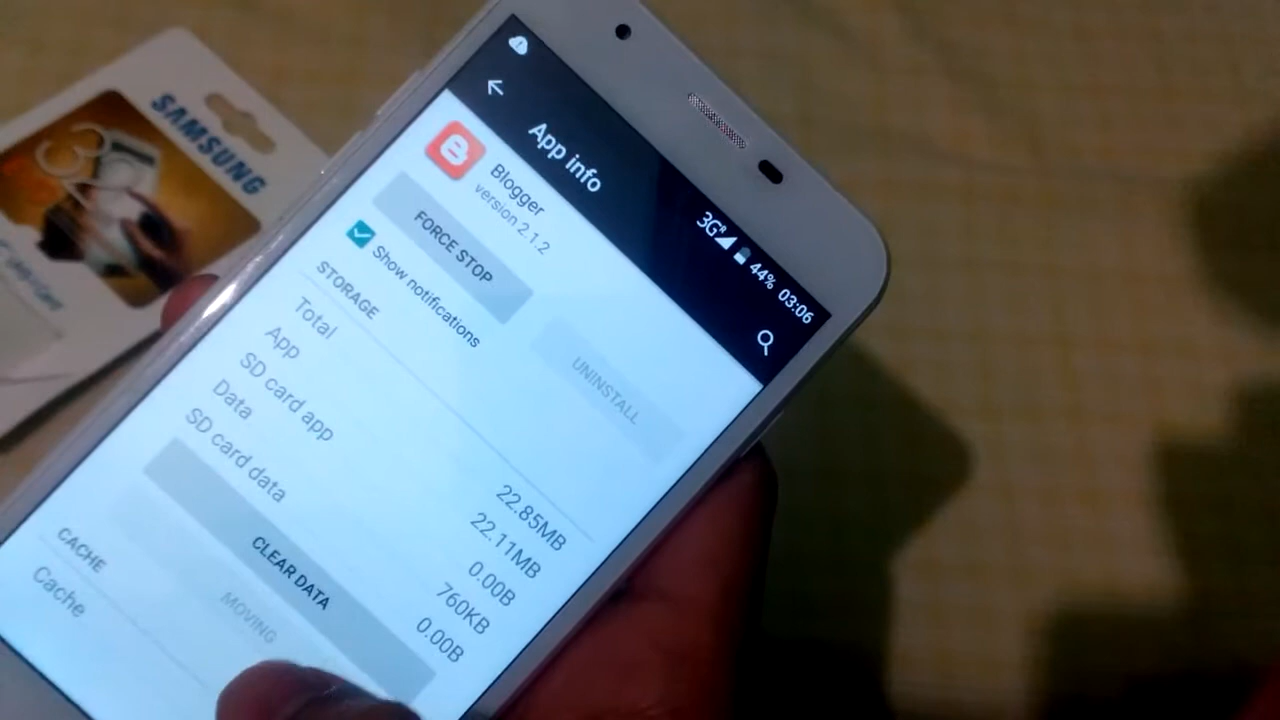 SAMSUNG
3GR 44% 03:06
App info
Blogger
version 2.1.2
FORCE STOP
UNINSTALL
Show notifications
STORAGE
Total 22.85MB
App 22.11MB
SD card app 0.00B
Data 760KB
SD card data 0.00B
CLEAR DATA
MOVING
CACHE
Cache